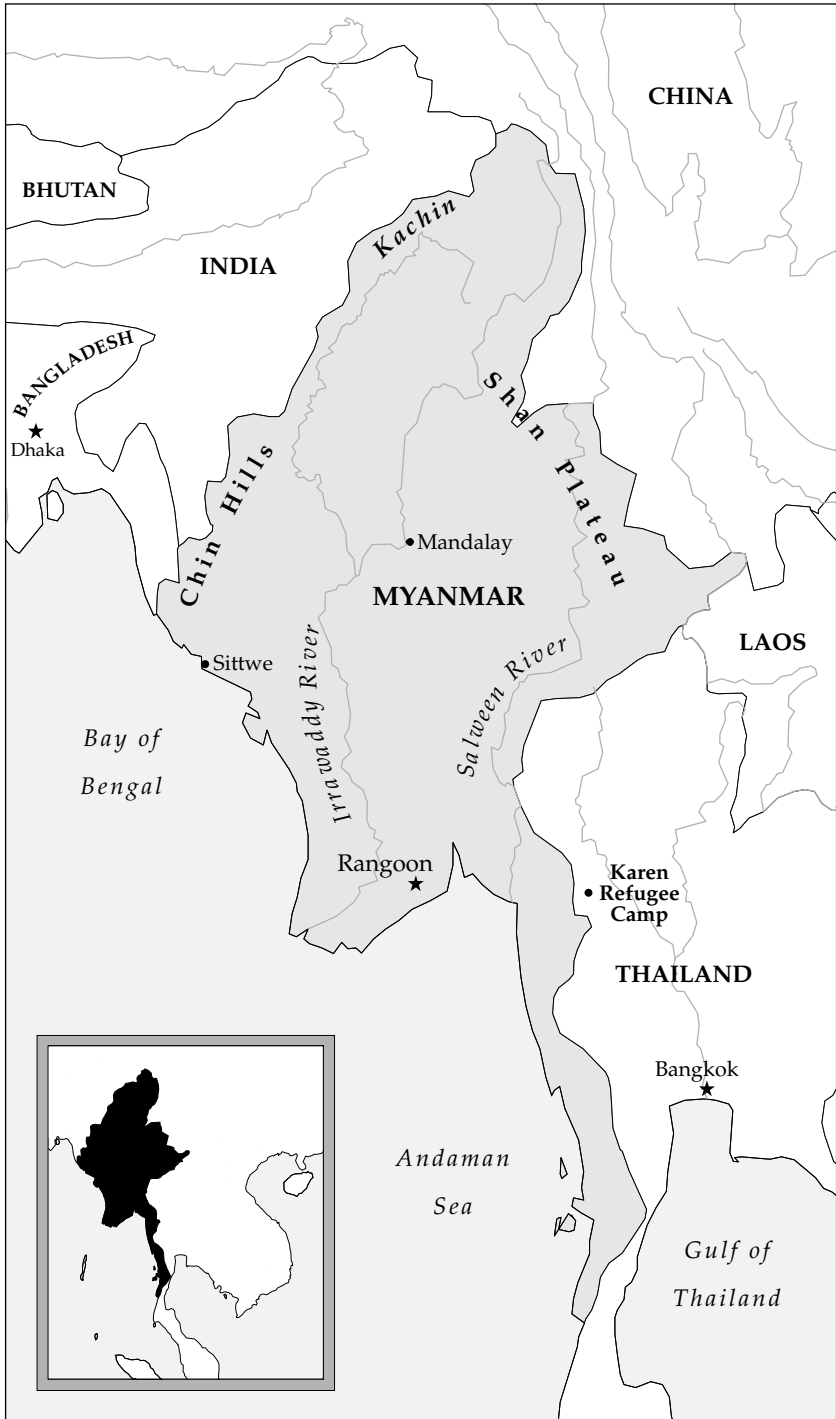 CHINA
BHUTAN
Kachin
INDIA
BANGLADESH
Dhaka
Shan Plateau
Chin Hills
Mandalay
MYANMAR
LAOS
Sittwe
Irrawaddy River
Salween River
Bay of
Bengal
Rangoon
Karen
Refugee
Camp
THAILAND
Bangkok
Andaman
Sea
Gulf of
Thailand